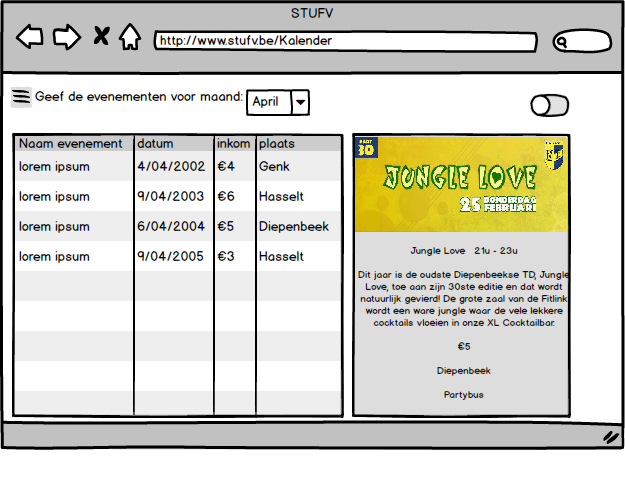 STUFV
http://www.stufv.be/Kalender
Geef de evenementen voor maand: April
Naam evenement datum inkom plaats
lorem ipsum 4/04/2002 €4 Genk
lorem ipsum 9/04/2003 €6 Hasselt
lorem ipsum 6/04/2004 €5 Diepenbeek
lorem ipsum 9/04/2005 €3 Hasselt
30
JUNGLE LOVE
25 DONDERDAG
FEBRUARI
Jungle Love 21u - 23u
Dit jaar is de oudste Diepenbeekse TD, Jungle
Love, toe aan zijn 30ste editie en dat wordt
natuurlijk gevierd! De grote zaal van de Fitlink
wordt een ware jungle waar de vele lekkere
cocktails vloeien in onze XL Cocktailbar.
€5
Diepenbeek
Partybus